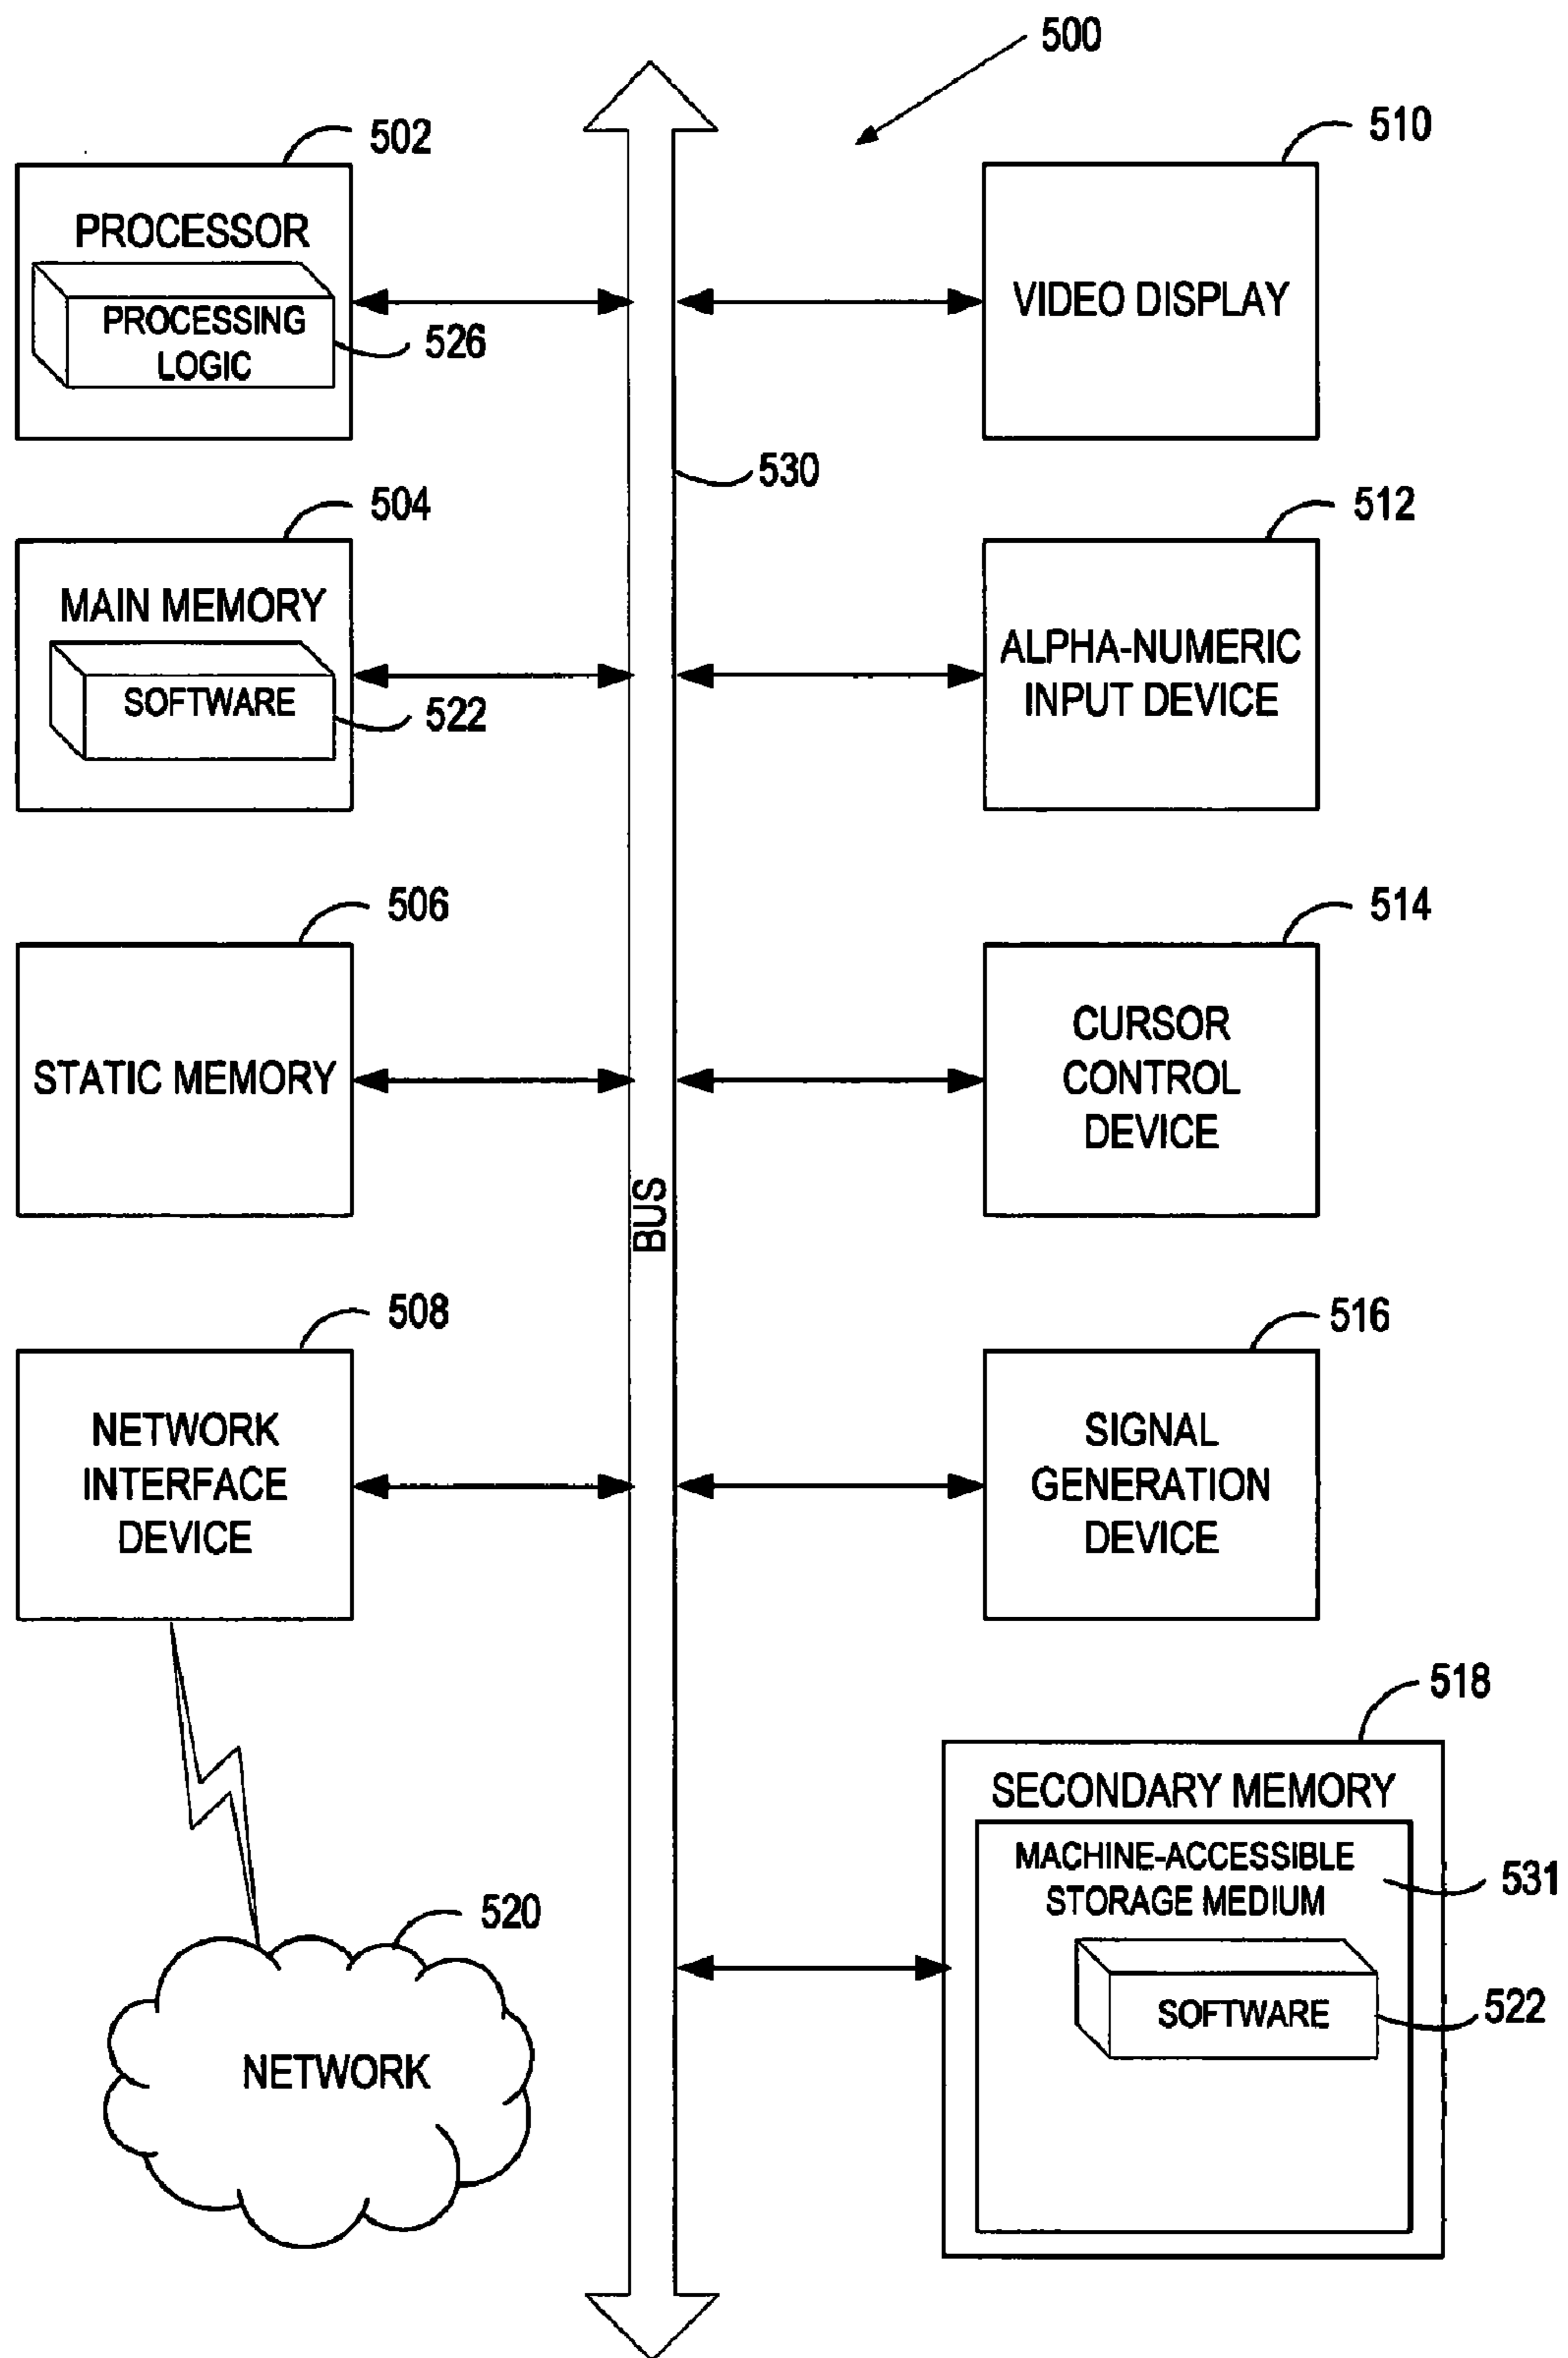 500
502
PROCESSOR
PROCESSING
LOGIC
526
510
VIDEO DISPLAY
530
504
MAIN MEMORY
SOFTWARE
522
512
ALPHA-NUMERIC
INPUT DEVICE
506
STATIC MEMORY
514
CURSOR
CONTROL
DEVICE
BUS
508
NETWORK
INTERFACE
DEVICE
516
SIGNAL
GENERATION
DEVICE
518
SECONDARY MEMORY
MACHINE-ACCESSIBLE
STORAGE MEDIUM
531
SOFTWARE
522
520
NETWORK